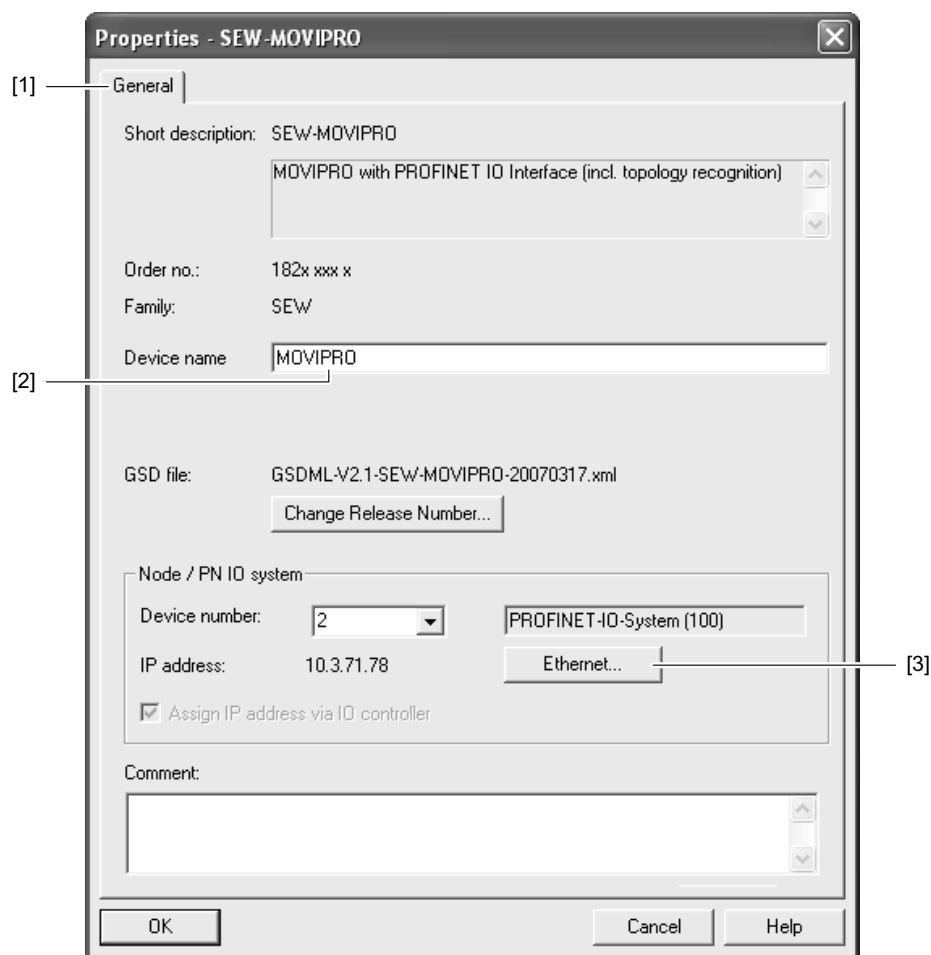 Properties - SEW-MOVIPRO
[1]
General
Short description: SEW-MOVIPRO
MOVIPRO with PROFINET IO Interface (incl. topology recognition)
Order no.: 182x xxx x
Family: SEW
Device name MOVIPRO
[2]
GSD file: GSDML-V2.1-SEW-MOVIPRO-20070317.xml
Change Release Number...
Node / PN IO system
Device number: 2 PROFINET-IO-System (100)
IP address: 10.3.71.78 Ethernet... [3]
Assign IP address via IO controller
Comment:
OK Cancel Help